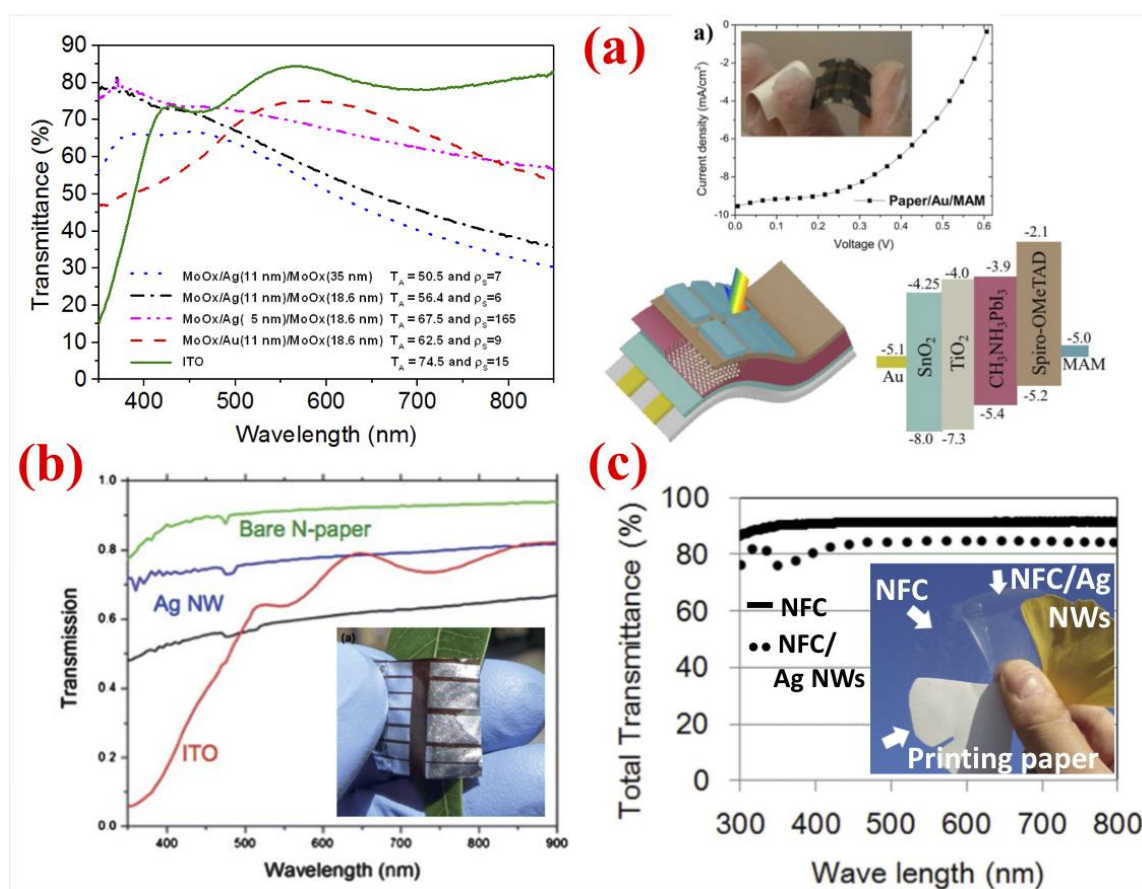 (a)
90
80
70
60
50
40
30
20
10
0
Transmittance (%)
MoOx/Ag(11 nm)/MoOx(35 nm) T_A = 50.5 and ρ_S=7
MoOx/Ag(11 nm)/MoOx(18.6 nm) T_A = 56.4 and ρ_S=6
MoOx/Ag( 5 nm)/MoOx(18.6 nm) T_A = 67.5 and ρ_S=165
MoOx/Au(11 nm)/MoOx(18.6 nm) T_A = 62.5 and ρ_S=9
ITO T_A = 74.5 and ρ_S=15
400 500 600 700 800
Wavelength (nm)
a)
0
-2
-4
-6
-8
-10
Current density (mA/cm²)
Paper/Au/MAM
0.0 0.1 0.2 0.3 0.4 0.5 0.6
Voltage (V)
-5.1
Au
-4.25
SnO₂
-8.0
-4.0
TiO₂
-7.3
-3.9
CH₃NH₃PbI₃
-5.4
-2.1
Spiro-OMeTAD
-5.2
-5.0
MAM
(b)
1.0
0.8
0.6
0.4
0.2
0.0
Transmission
Bare N-paper
Ag NW
ITO
(a)
400 500 600 700 800 900
Wavelength (nm)
(c)
100
80
60
40
20
0
Total Transmittance (%)
NFC
NFC/
Ag NWs
NFC
NFC/Ag
NWs
Printing paper
300 400 500 600 700 800
Wave length (nm)